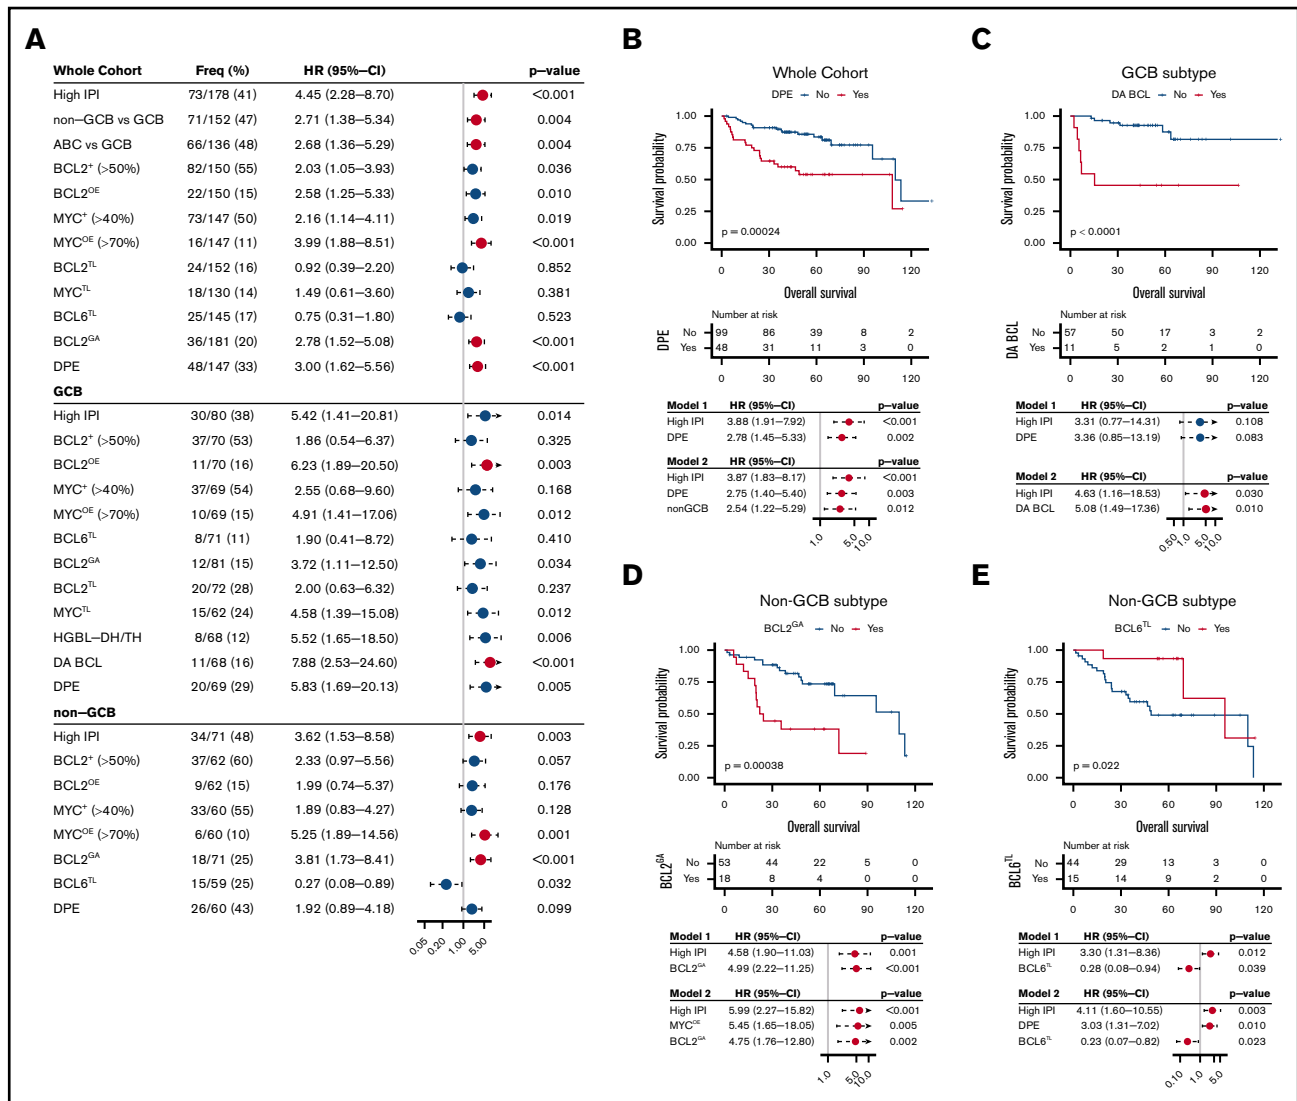 A
Whole Cohort Freq (%) HR (95%–CI) p–value
High IPI 73/178 (41) 4.45 (2.28–8.70) <0.001
non–GCB vs GCB 71/152 (47) 2.71 (1.38–5.34) 0.004
ABC vs GCB 66/136 (48) 2.68 (1.36–5.29) 0.004
BCL2+ (>50%) 82/150 (55) 2.03 (1.05–3.93) 0.036
BCL2OE 22/150 (15) 2.58 (1.25–5.33) 0.010
MYC+ (>40%) 73/147 (50) 2.16 (1.14–4.11) 0.019
MYCOE (>70%) 16/147 (11) 3.99 (1.88–8.51) <0.001
BCL2TL 24/152 (16) 0.92 (0.39–2.20) 0.852
MYCTL 18/130 (14) 1.49 (0.61–3.60) 0.381
BCL6TL 25/145 (17) 0.75 (0.31–1.80) 0.523
BCL2GA 36/181 (20) 2.78 (1.52–5.08) <0.001
DPE 48/147 (33) 3.00 (1.62–5.56) <0.001
GCB
High IPI 30/80 (38) 5.42 (1.41–20.81) 0.014
BCL2+ (>50%) 37/70 (53) 1.86 (0.54–6.37) 0.325
BCL2OE 11/70 (16) 6.23 (1.89–20.50) 0.003
MYC+ (>40%) 37/69 (54) 2.55 (0.68–9.60) 0.168
MYCOE (>70%) 10/69 (15) 4.91 (1.41–17.06) 0.012
BCL6TL 8/71 (11) 1.90 (0.41–8.72) 0.410
BCL2GA 12/81 (15) 3.72 (1.11–12.50) 0.034
BCL2TL 20/72 (28) 2.00 (0.63–6.32) 0.237
MYCTL 15/62 (24) 4.58 (1.39–15.08) 0.012
HGBL–DH/TH 8/68 (12) 5.52 (1.65–18.50) 0.006
DA BCL 11/68 (16) 7.88 (2.53–24.60) <0.001
DPE 20/69 (29) 5.83 (1.69–20.13) 0.005
non–GCB
High IPI 34/71 (48) 3.62 (1.53–8.58) 0.003
BCL2+ (>50%) 37/62 (60) 2.33 (0.97–5.56) 0.057
BCL2OE 9/62 (15) 1.99 (0.74–5.37) 0.176
MYC+ (>40%) 33/60 (55) 1.89 (0.83–4.27) 0.128
MYCOE (>70%) 6/60 (10) 5.25 (1.89–14.56) 0.001
BCL2GA 18/71 (25) 3.81 (1.73–8.41) <0.001
BCL6TL 15/59 (25) 0.27 (0.08–0.89) 0.032
DPE 26/60 (43) 1.92 (0.89–4.18) 0.099
0.05 0.20 1.00 5.00
B
Whole Cohort
DPE No Yes
Survival probability
1.00
0.75
0.50
0.25
0.00
p = 0.00024
0 30 60 90 120
Overall survival
Number at risk
DPE
No 99 86 39 8 2
Yes 48 31 11 3 0
0 30 60 90 120
Model 1 HR (95%–CI) p–value
High IPI 3.88 (1.91–7.92) <0.001
DPE 2.78 (1.45–5.33) 0.002
Model 2 HR (95%–CI) p–value
High IPI 3.87 (1.83–8.17) <0.001
DPE 2.75 (1.40–5.40) 0.003
nonGCB 2.54 (1.22–5.29) 0.012
1.0 5.0 10.0
C
GCB subtype
DA BCL No Yes
Survival probability
1.00
0.75
0.50
0.25
0.00
p < 0.0001
0 30 60 90 120
Overall survival
Number at risk
DA BCL
No 57 50 17 3 2
Yes 11 5 2 1 0
0 30 60 90 120
Model 1 HR (95%–CI) p–value
High IPI 3.31 (0.77–14.31) 0.108
DPE 3.36 (0.85–13.19) 0.083
Model 2 HR (95%–CI) p–value
High IPI 4.63 (1.16–18.53) 0.030
DA BCL 5.08 (1.49–17.36) 0.010
0.50 1.0 5.0 10.0
D
Non-GCB subtype
BCL2GA No Yes
Survival probability
1.00
0.75
0.50
0.25
0.00
p = 0.00038
0 30 60 90 120
Overall survival
Number at risk
BCL2GA
No 53 44 22 5 0
Yes 18 8 4 0 0
0 30 60 90 120
Model 1 HR (95%–CI) p–value
High IPI 4.58 (1.90–11.03) 0.001
BCL2GA 4.99 (2.22–11.25) <0.001
Model 2 HR (95%–CI) p–value
High IPI 5.99 (2.27–15.82) <0.001
MYCOE 5.45 (1.65–18.05) 0.005
BCL2GA 4.75 (1.76–12.80) 0.002
1.0 5.0 10.0
E
Non-GCB subtype
BCL6TL No Yes
Survival probability
1.00
0.75
0.50
0.25
0.00
p = 0.022
0 30 60 90 120
Overall survival
Number at risk
BCL6TL
No 44 29 13 3 0
Yes 15 14 9 2 0
0 30 60 90 120
Model 1 HR (95%–CI) p–value
High IPI 3.30 (1.31–8.36) 0.012
BCL6TL 0.28 (0.08–0.94) 0.039
Model 2 HR (95%–CI) p–value
High IPI 4.11 (1.60–10.55) 0.003
DPE 3.03 (1.31–7.02) 0.010
BCL6TL 0.23 (0.07–0.82) 0.023
0.10 1.0 5.0